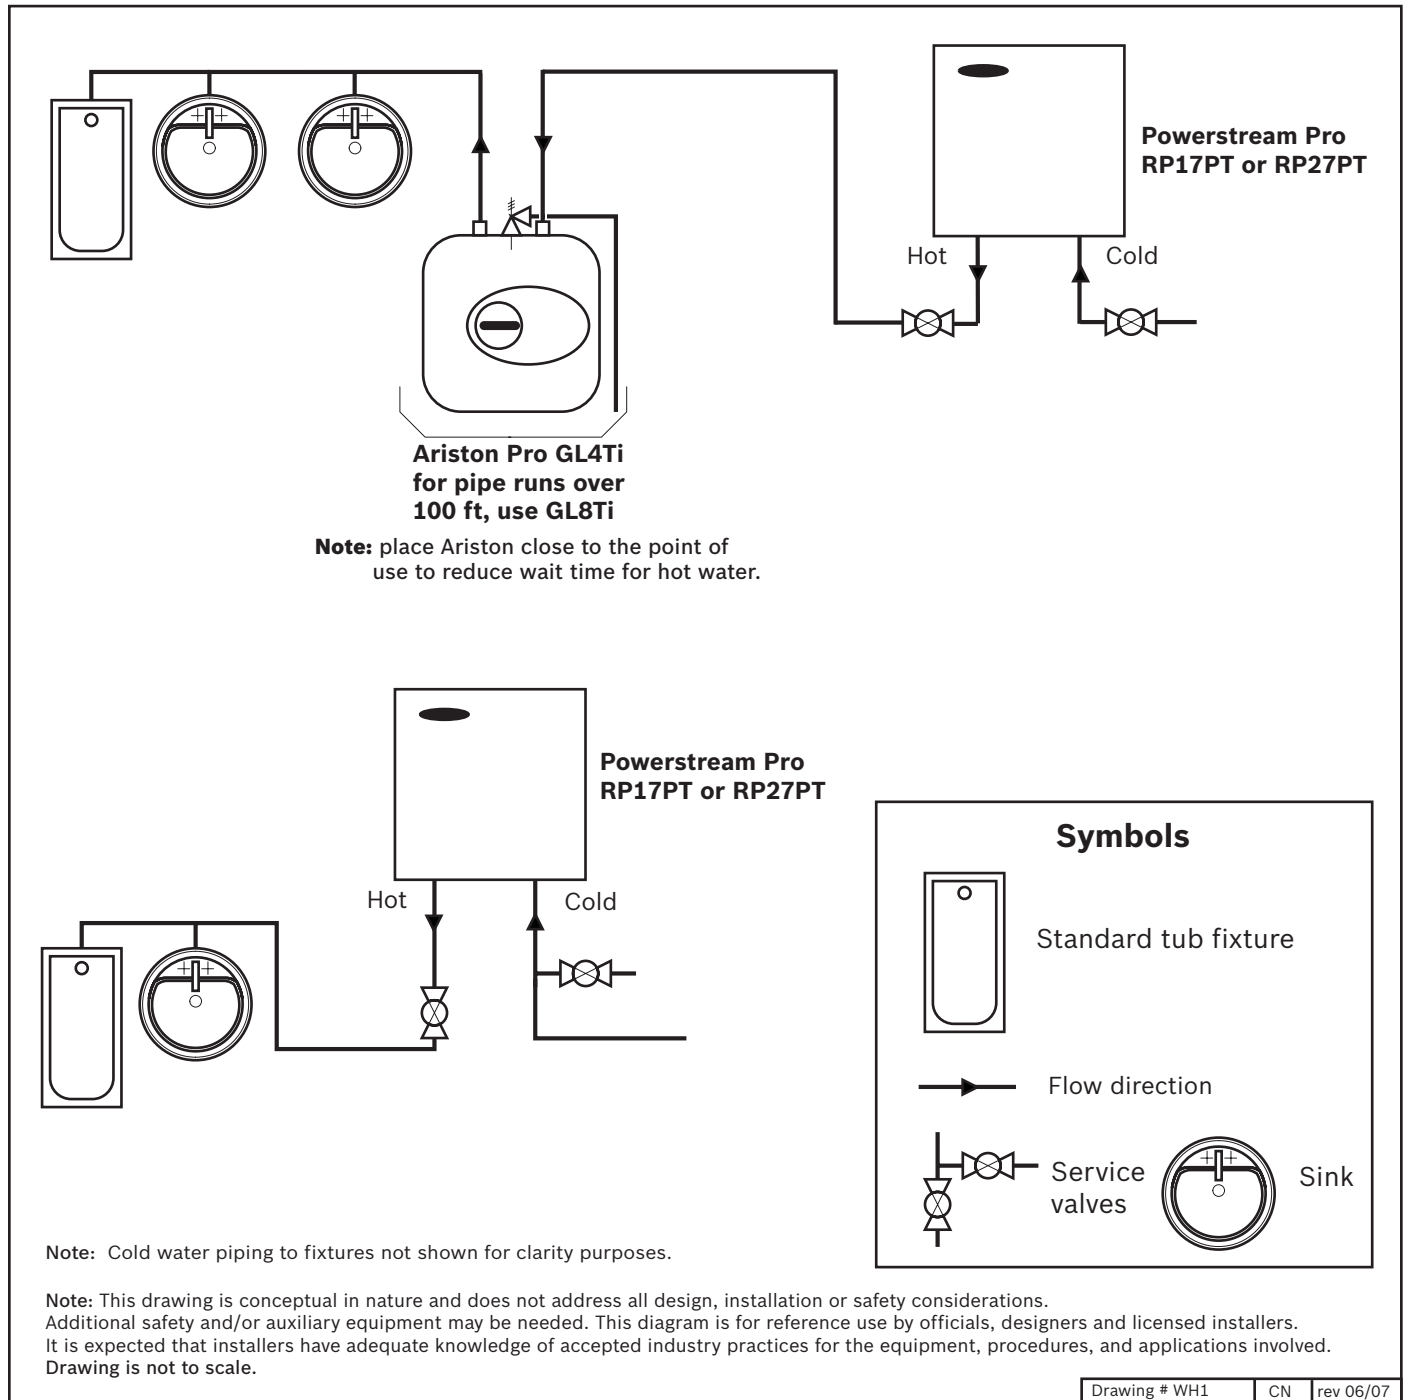 Powerstream Pro
RP17PT or RP27PT
Hot
Cold
Ariston Pro GL4Ti
for pipe runs over
100 ft, use GL8Ti
Note: place Ariston close to the point of
use to reduce wait time for hot water.
Powerstream Pro
RP17PT or RP27PT
Hot
Cold
Symbols
Standard tub fixture
Flow direction
Service
valves
Sink
Note: Cold water piping to fixtures not shown for clarity purposes.
Note: This drawing is conceptual in nature and does not address all design, installation or safety considerations.
Additional safety and/or auxiliary equipment may be needed. This diagram is for reference use by officials, designers and licensed installers.
It is expected that installers have adequate knowledge of accepted industry practices for the equipment, procedures, and applications involved.
Drawing is not to scale.
Drawing # WH1 CN rev 06/07